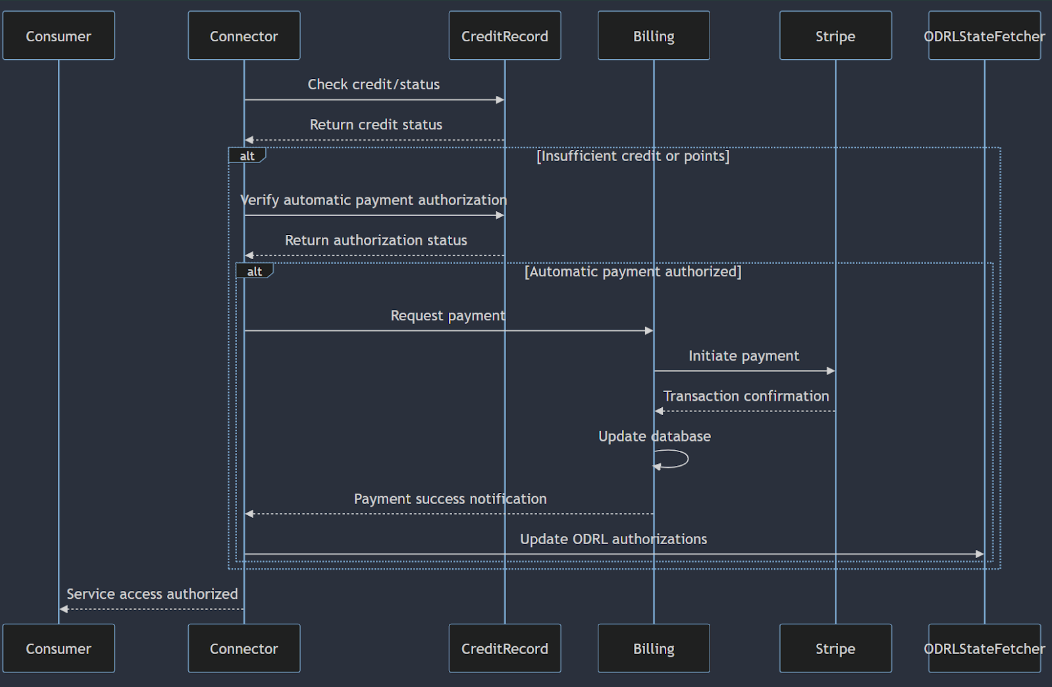 Consumer
Connector
CreditRecord
Billing
Stripe
ODRLStateFetcher
Check credit/status
Return credit status
alt
[Insufficient credit or points]
Verify automatic payment authorization
Return authorization status
alt
[Automatic payment authorized]
Request payment
Initiate payment
Transaction confirmation
Update database
Payment success notification
Update ODRL authorizations
Service access authorized
Consumer
Connector
CreditRecord
Billing
Stripe
ODRLStateFetcher